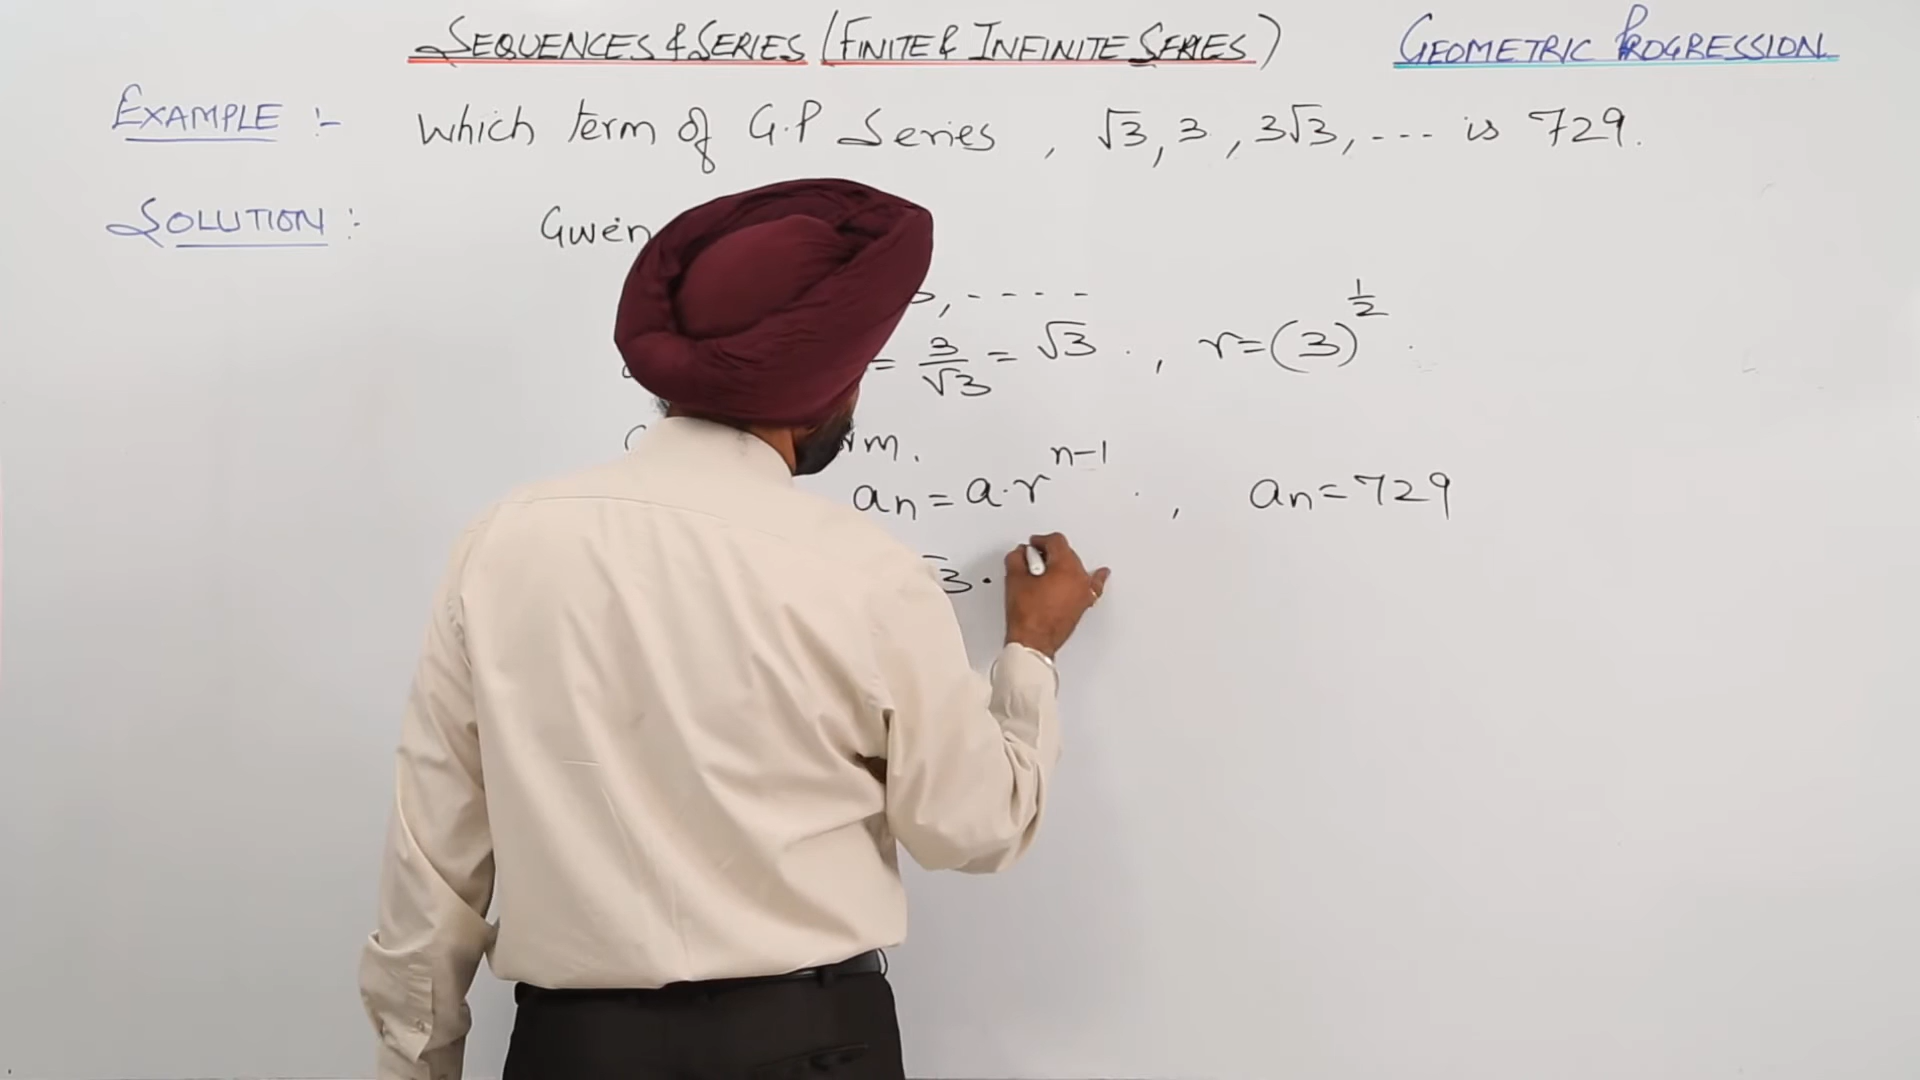 SEQUENCES & SERIES (FINITE & INFINITE SERIES) GEOMETRIC PROGRESSION
EXAMPLE :- Which term of G.P Series, √3, 3, 3√3, --- is 729.
SOLUTION :- Given
, - - - -
= 3/√3 = √3 . , r = (3)^(1/2) .
rm.
an = a.r^(n-1) . , an = 729
√3 .